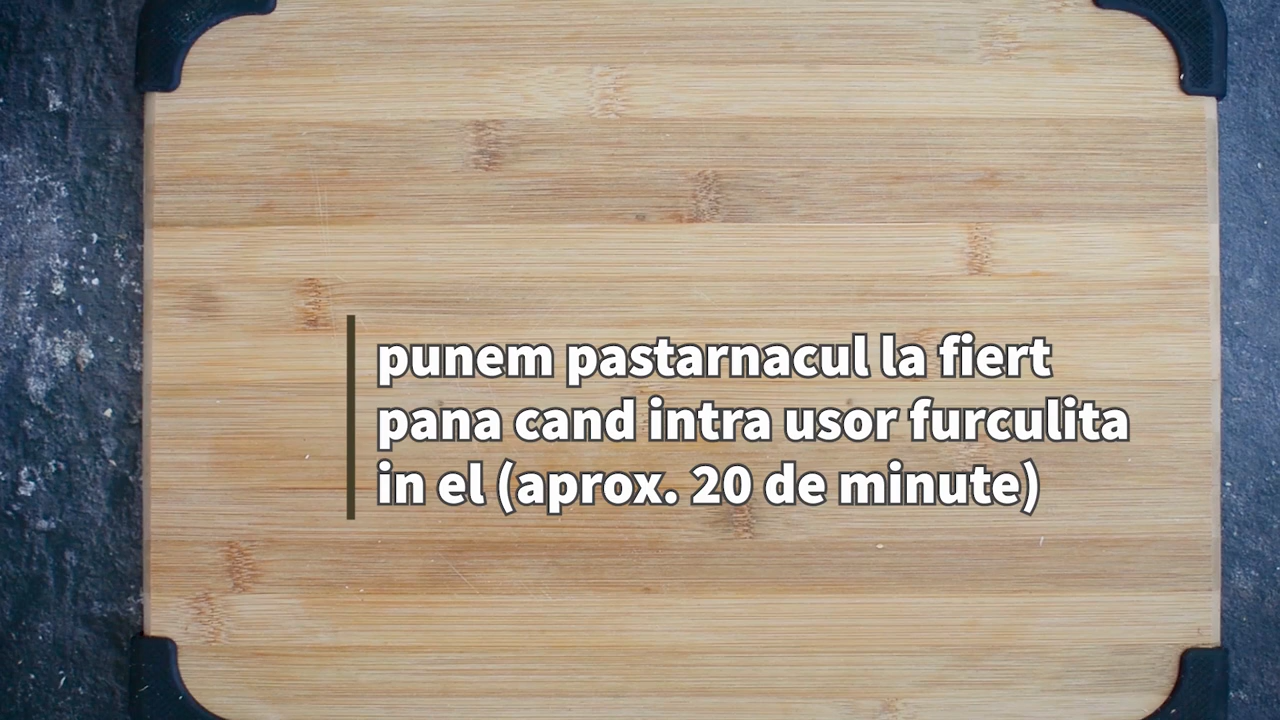 punem pastarnacul la fiert
pana cand intra usor furculita
in el (aprox. 20 de minute)